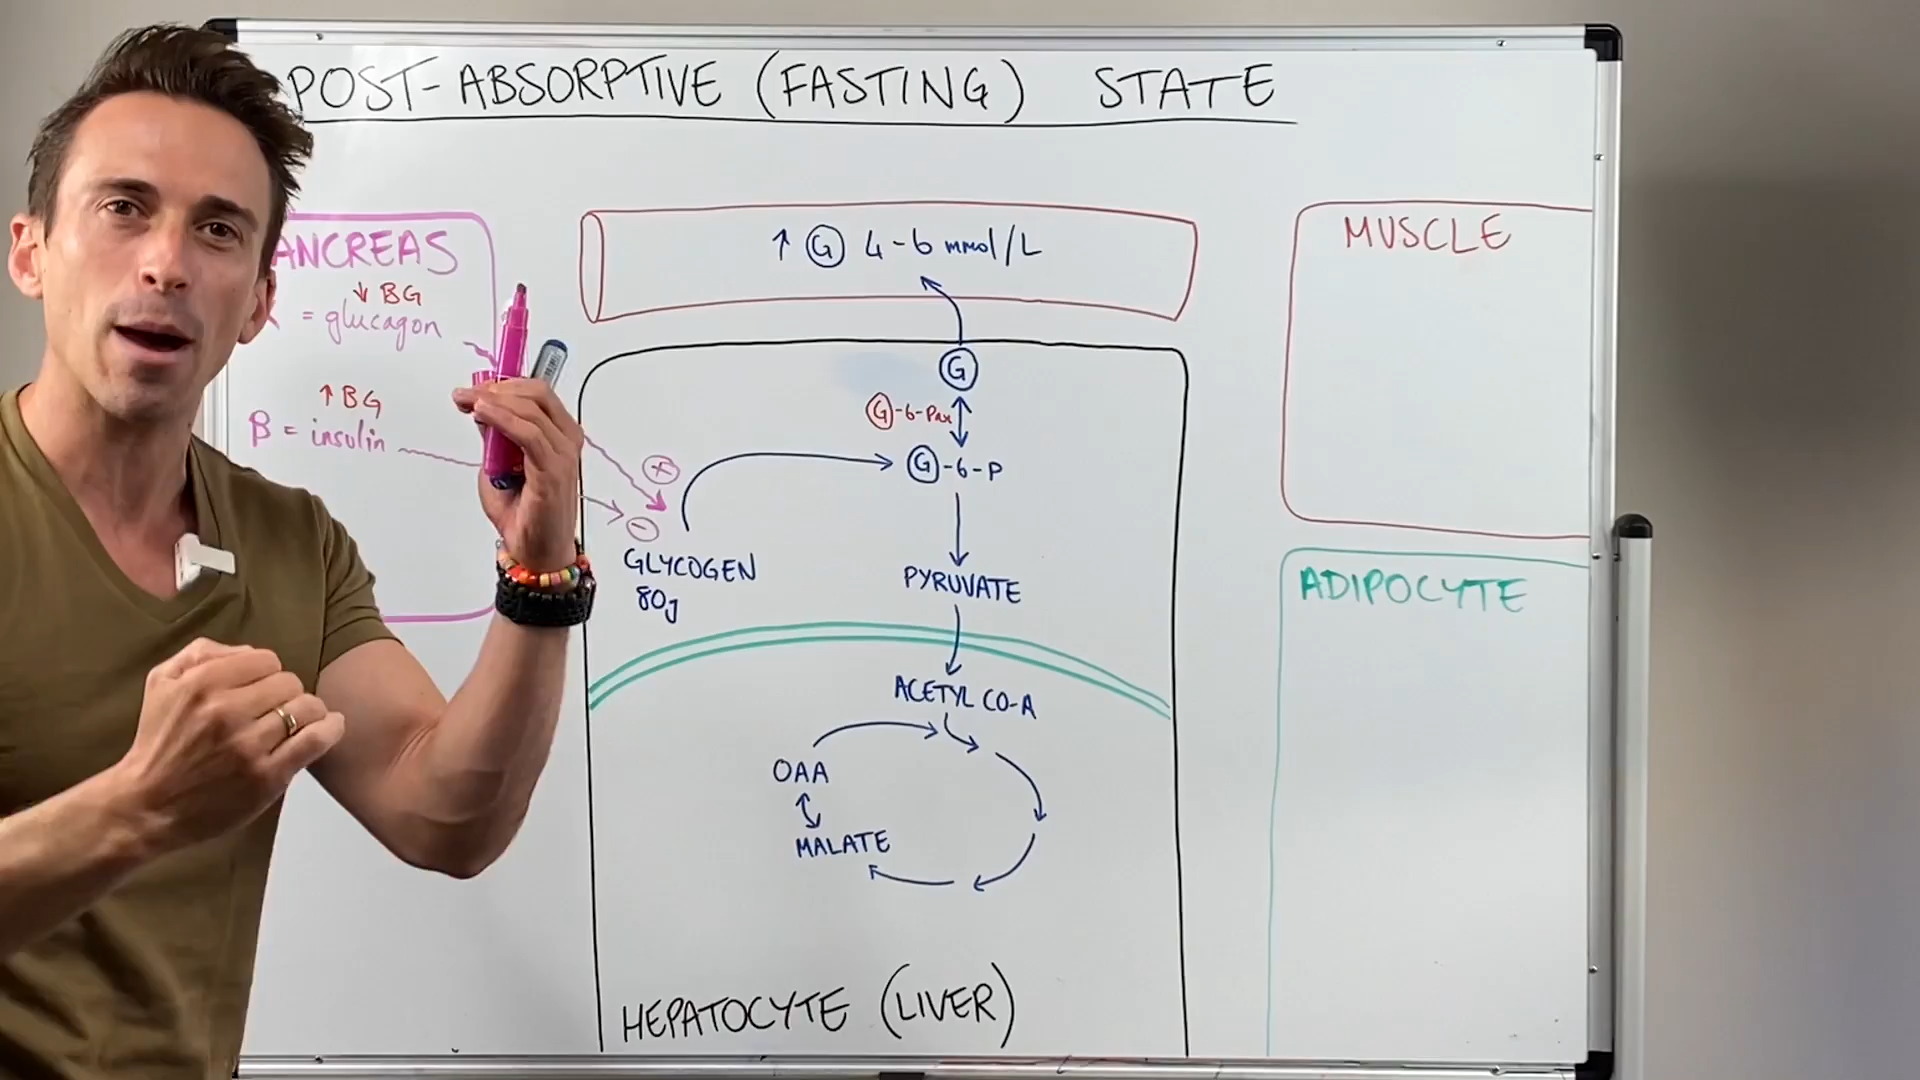 POST-ABSORPTIVE (FASTING) STATE
ANCREAS
↓ BG
= glucagon
↑ BG
B = insulin
↑ G 4-6 mmol/L
G
G-6-Pase
G-6-P
+
-
GLYCOGEN
80g
PYRUVATE
ACETYL CO-A
OAA
MALATE
HEPATOCYTE (LIVER)
MUSCLE
ADIPOCYTE